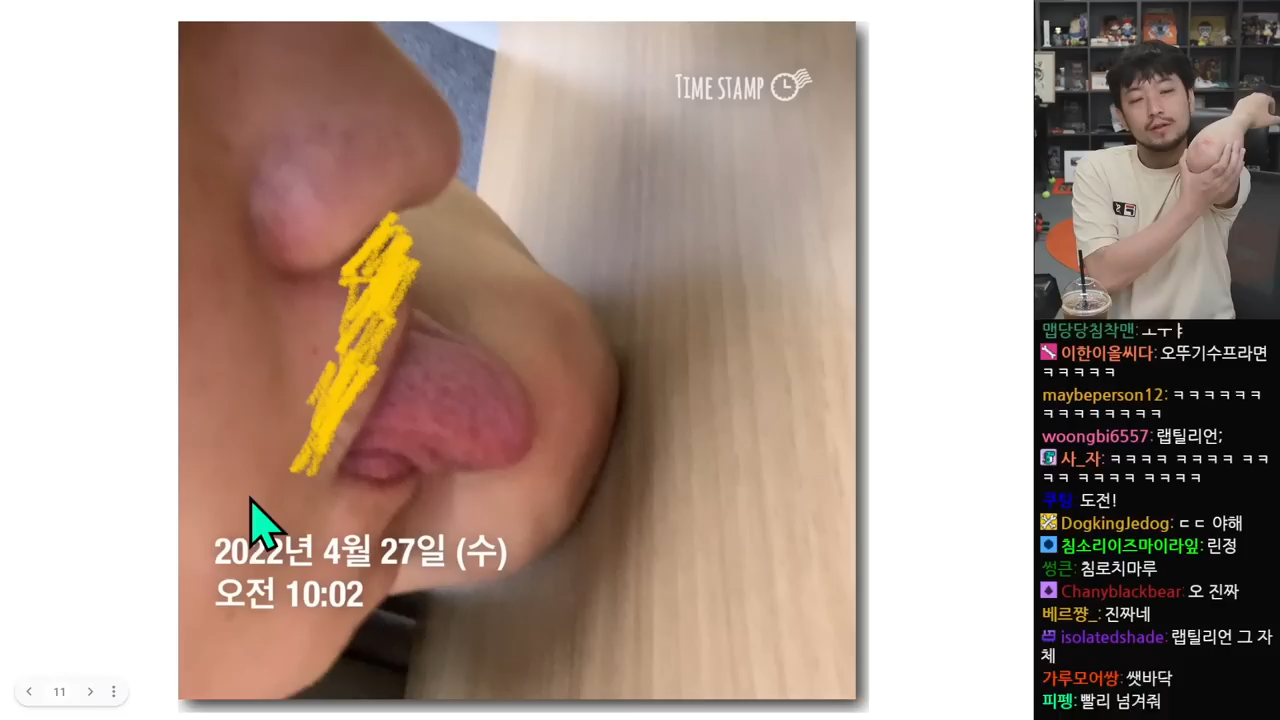 TIME STAMP
2022년 4월 27일 (수)
오전 10:02
11
맵당당침착맨: ㅗㅜㅑ
이한이올씨다: 오뚜기수프라면
ㅋㅋㅋㅋㅋ
maybeperson12: ㅋㅋㅋㅋㅋㅋ
ㅋㅋㅋㅋㅋㅋㅋㅋ
woongbi6557: 랩틸리언;
사_자: ㅋㅋㅋㅋ ㅋㅋㅋㅋ ㅋㅋ
ㅋㅋ ㅋㅋㅋㅋ ㅋㅋㅋㅋ
도전!
DogkingJedog: ㄷㄷ 야해
침소리이즈마이라잎: 린정
썽큰: 침로치마루
Chanyblackbear: 오 진짜
베르쨩_: 진짜네
isolatedshade: 랩틸리언 그 자
체
가루모어쌍: 쌧바닥
피펭: 빨리 넘겨줘